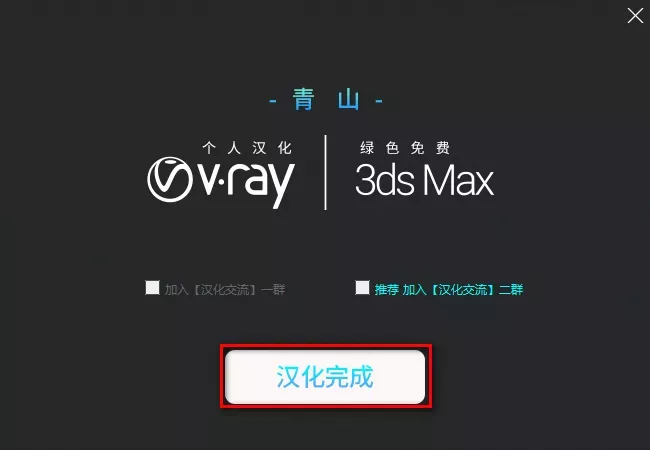 - 青 山 -
个人汉化
v·ray
绿色免费
3ds Max
加入【汉化交流】一群
推荐 加入【汉化交流】二群
汉化完成